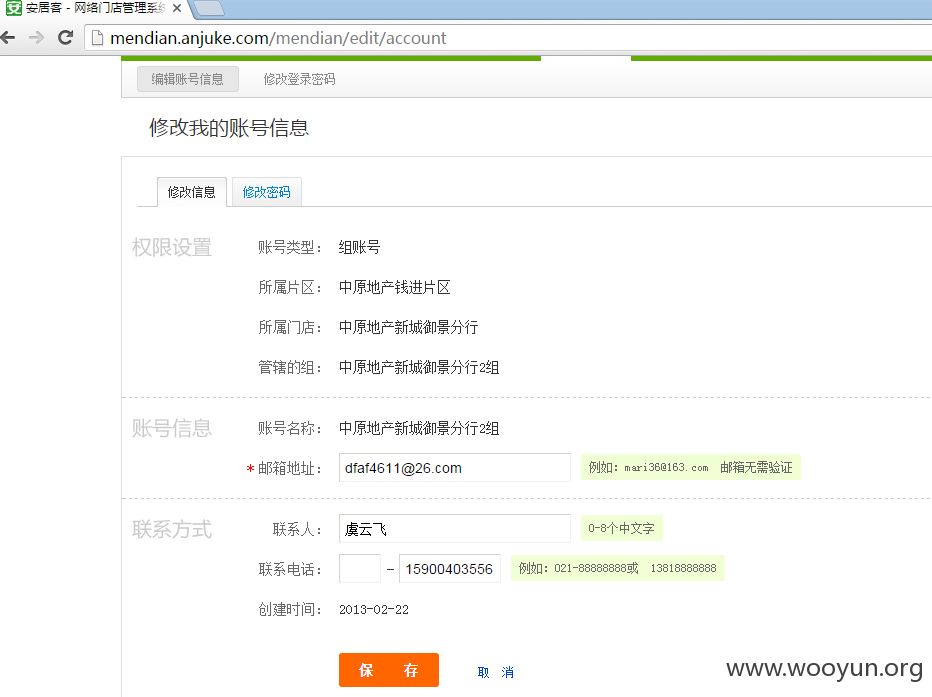 安居客 - 网络门店管理系统
mendian.anjuke.com/mendian/edit/account
编辑账号信息 修改登录密码
修改我的账号信息
修改信息 修改密码
权限设置 账号类型： 组账号
所属片区： 中原地产钱进片区
所属门店： 中原地产新城御景分行
管辖的组： 中原地产新城御景分行2组
账号信息 账号名称： 中原地产新城御景分行2组
* 邮箱地址： dfaf4611@26.com 例如：mari36@163.com 邮箱无需验证
联系方式 联系人： 虞云飞 0-8个中文字
联系电话： – 15900403556 例如：021-88888888或 13818888888
创建时间： 2013-02-22
保 存 取 消
www.wooyun.org